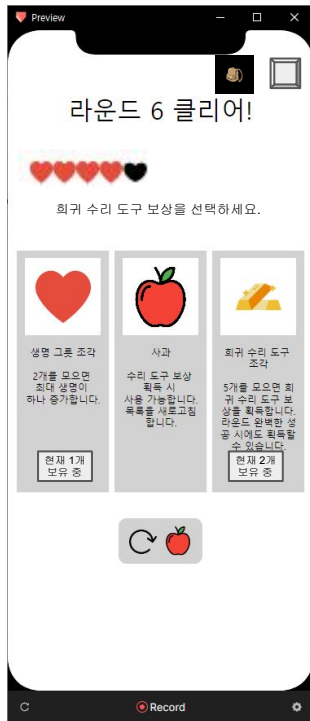 Preview
라운드 6 클리어!
희귀 수리 도구 보상을 선택하세요.
생명 그릇 조각
2개를 모으면
최대 생명이
하나 증가합니다.
현재 1개
보유 중
사과
수리 도구 보상
획득 시
사용 가능합니다.
목록을 새로고침
합니다.
희귀 수리 도구
조각
5개를 모으면 희
귀 수리 도구 보
상을 획득합니다.
라운드 완벽한 성
공 시에도 획득할
수 있습니다.
현재 2개
보유 중
Record